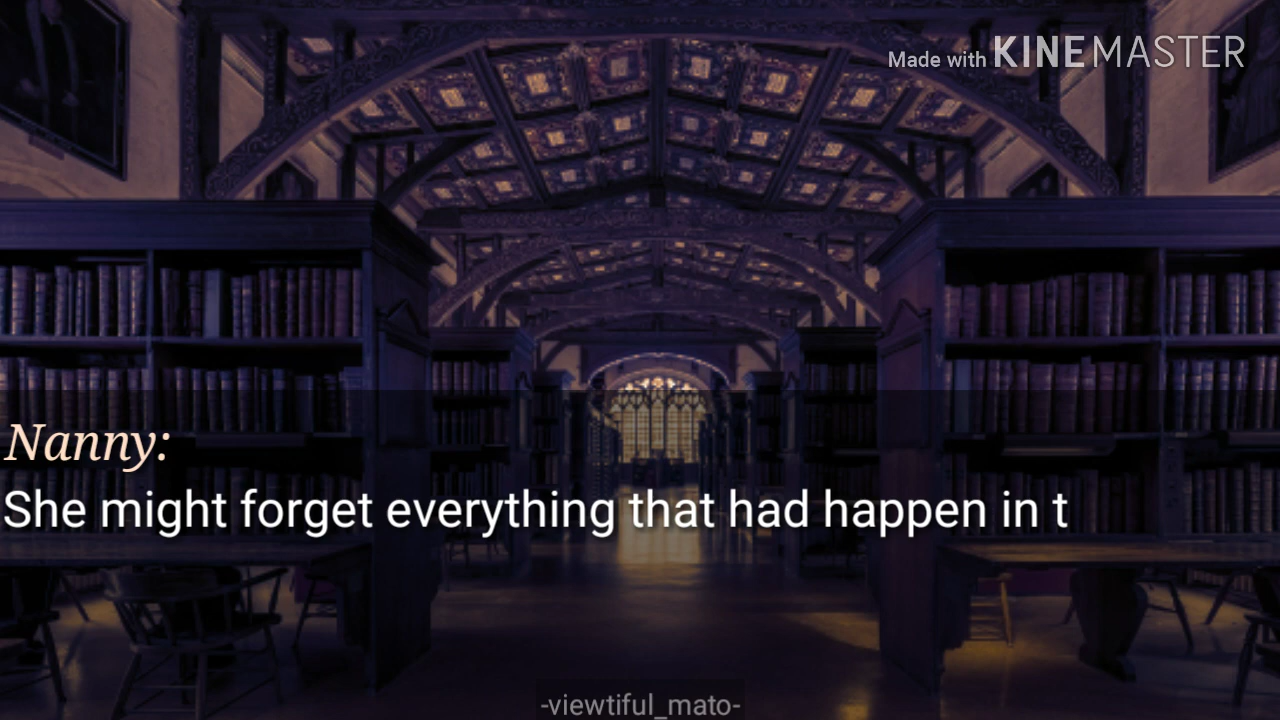 Made with KINEMASTER
Nanny:
She might forget everything that had happen in t
-viewtiful_mato-